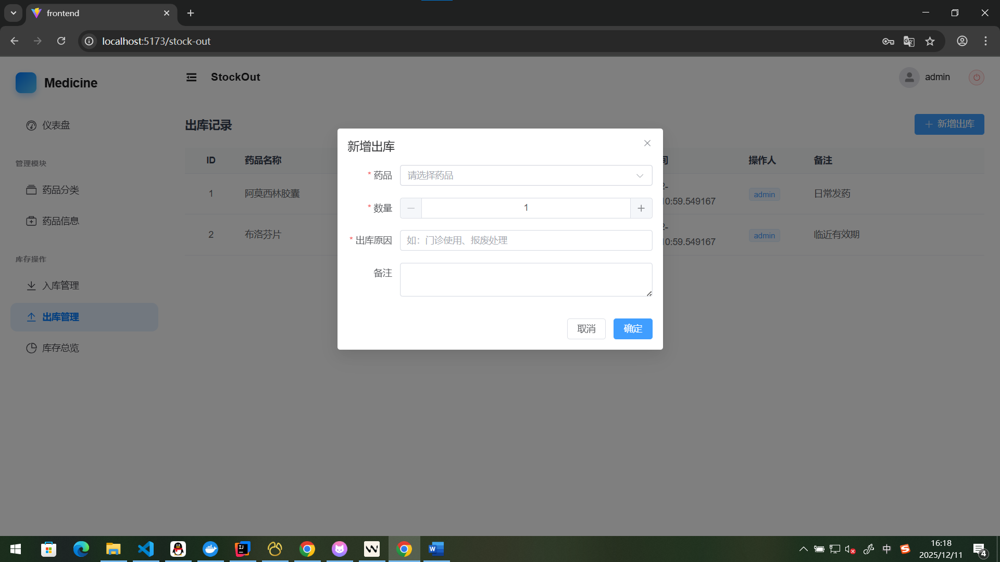 frontend
localhost:5173/stock-out
Medicine
StockOut
admin
仪表盘
出库记录
新增出库
管理模块
药品分类
药品信息
库存操作
入库管理
出库管理
库存总览
ID
药品名称
操作人
备注
1
阿莫西林胶囊
0:59.549167
admin
日常发药
2
布洛芬片
0:59.549167
admin
临近有效期
新增出库
* 药品
请选择药品
* 数量
1
* 出库原因
如：门诊使用、报废处理
备注
取消
确定
中
16:18
2025/12/11
4